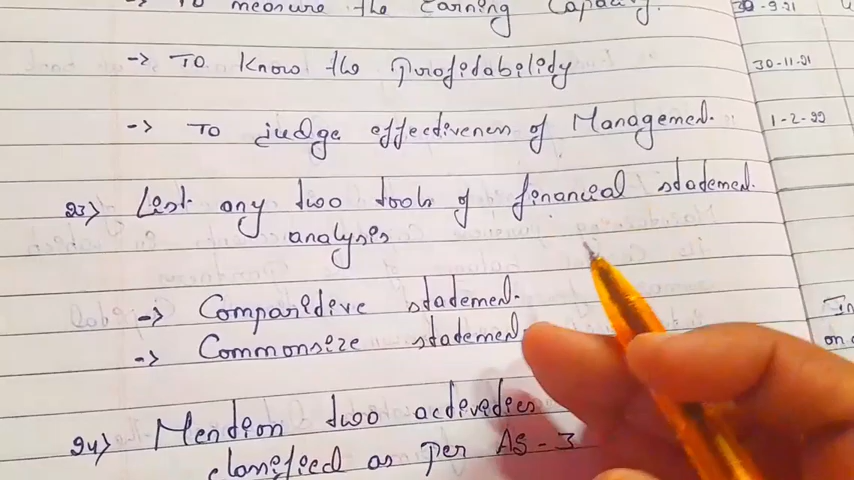 -> To measure the Earning Capacity.
-> To know the Profitability
-> To judge effectiveness of Management.
23) List any two tools of financial statement
analysis
-> Comparitive statement.
-> Commonsize statement
24) Mention two activities
classified as per AS-3
30-9-21
30-11-21
1-2-22